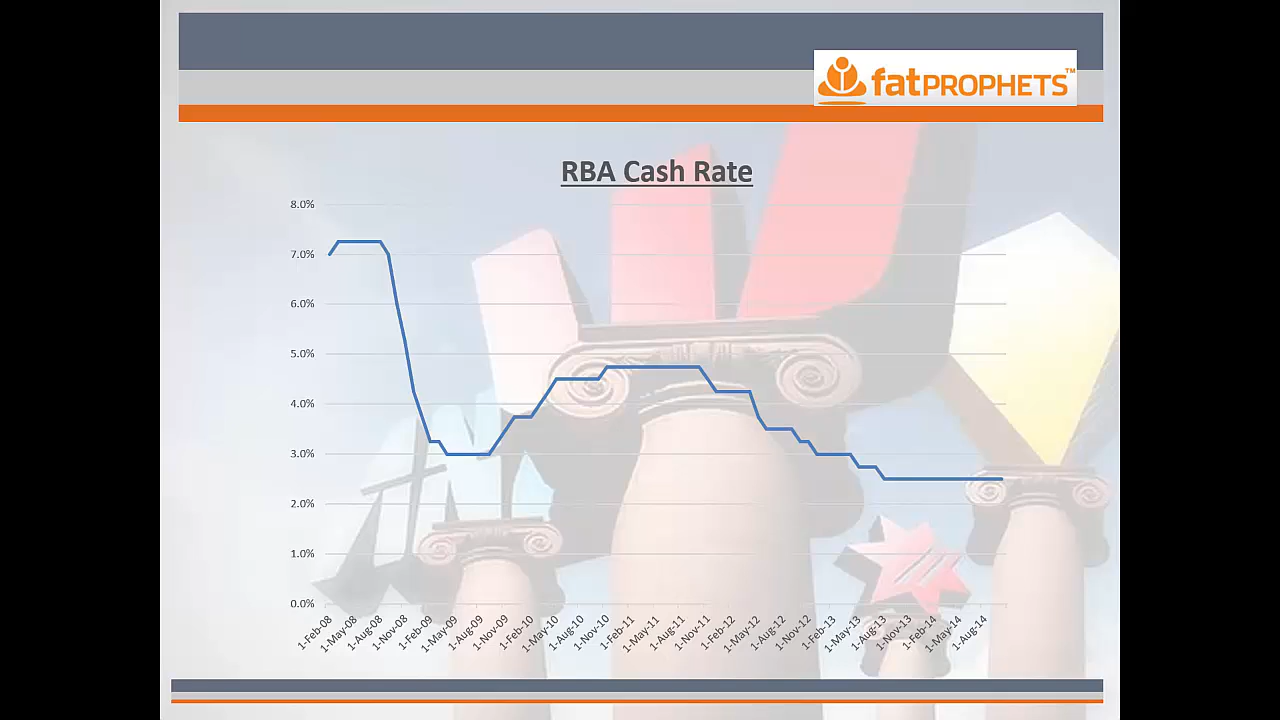 fatPROPHETS™
RBA Cash Rate
8.0%
7.0%
6.0%
5.0%
4.0%
3.0%
2.0%
1.0%
0.0%
1-Feb-08
1-May-08
1-Aug-08
1-Nov-08
1-Feb-09
1-May-09
1-Aug-09
1-Nov-09
1-Feb-10
1-May-10
1-Aug-10
1-Nov-10
1-Feb-11
1-May-11
1-Aug-11
1-Nov-11
1-Feb-12
1-May-12
1-Aug-12
1-Nov-12
1-Feb-13
1-May-13
1-Aug-13
1-Nov-13
1-Feb-14
1-May-14
1-Aug-14